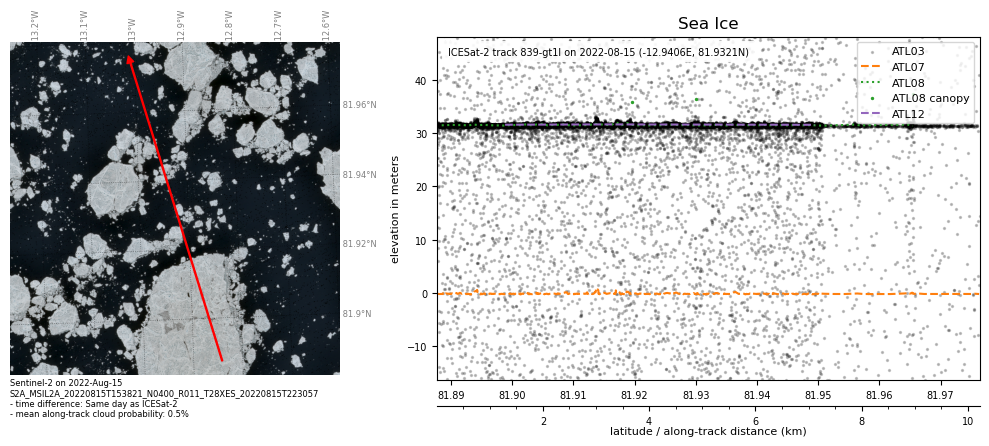 13.2°W
13.1°W
13°W
12.9°W
12.8°W
12.7°W
12.6°W
81.96°N
81.94°N
81.92°N
81.9°N
Sentinel-2 on 2022-Aug-15
S2A_MSIL2A_20220815T153821_N0400_R011_T28XES_20220815T223057
- time difference: Same day as ICESat-2
- mean along-track cloud probability: 0.5%
Sea Ice
ICESat-2 track 839-gt1l on 2022-08-15 (-12.9406E, 81.9321N)
ATL03
ATL07
ATL08
ATL08 canopy
ATL12
elevation in meters
40
30
20
10
0
−10
81.89 81.90 81.91 81.92 81.93 81.94 81.95 81.96 81.97
2 4 6 8 10
latitude / along-track distance (km)